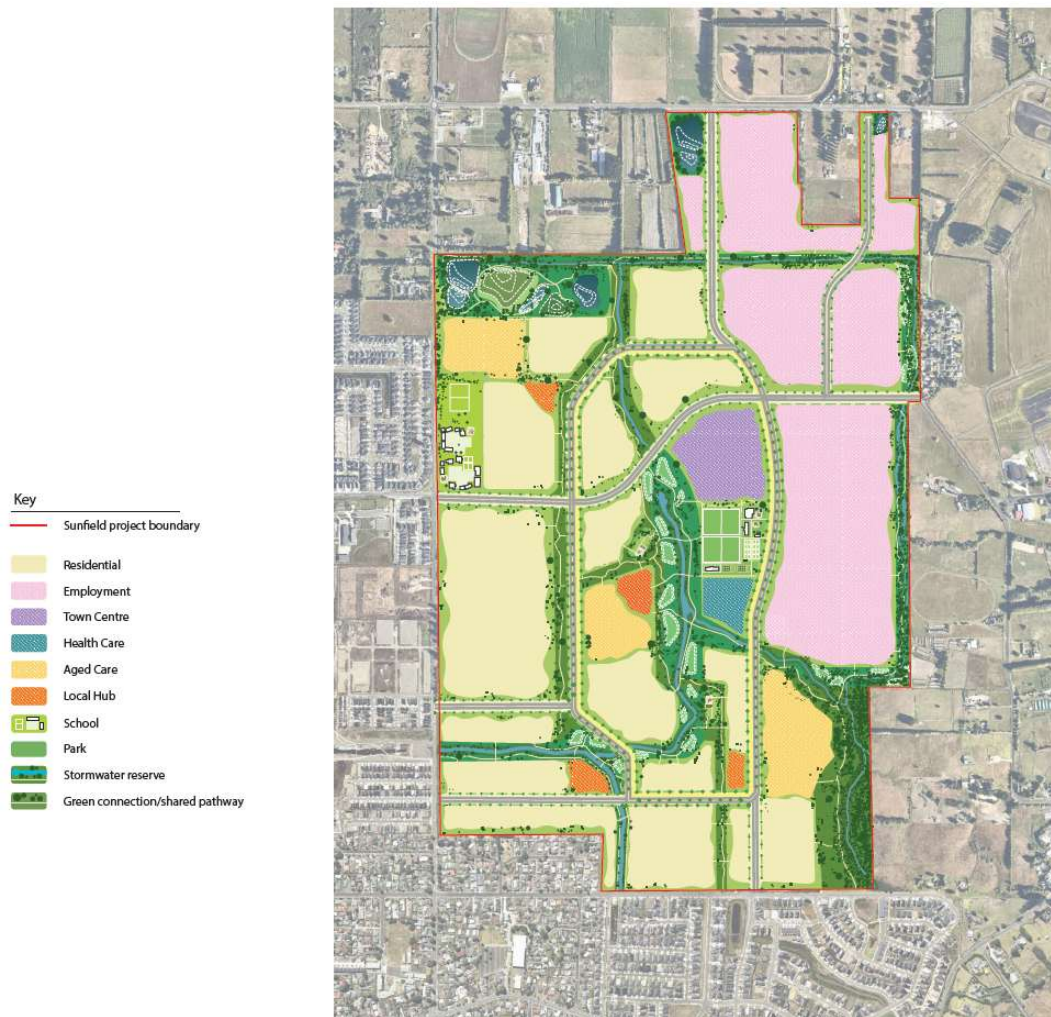 Key
Sunfield project boundary
Residential
Employment
Town Centre
Health Care
Aged Care
Local Hub
School
Park
Stormwater reserve
Green connection/shared pathway